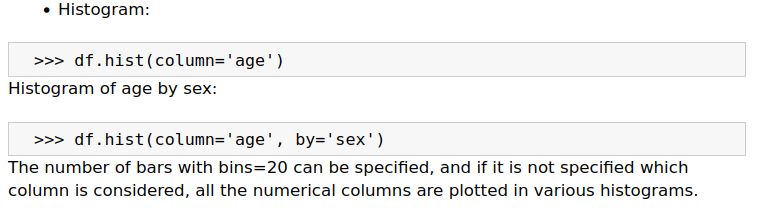 • Histogram:
>>> df.hist(column='age')
Histogram of age by sex:
>>> df.hist(column='age', by='sex')
The number of bars with bins=20 can be specified, and if it is not specified which
column is considered, all the numerical columns are plotted in various histograms.